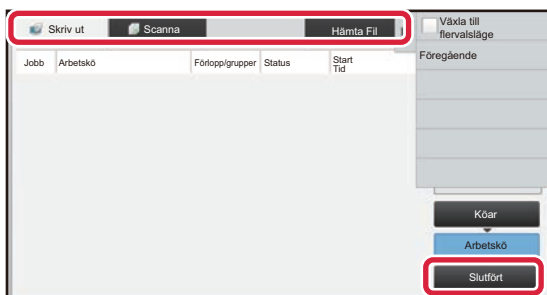 Skriv ut
Scanna
Hämta Fil
Växla till
flervalsläge
Föregående
Jobb
Arbetskö
Förlopp/grupper
Status
Start
Tid
Köar
Arbetskö
Slutfört